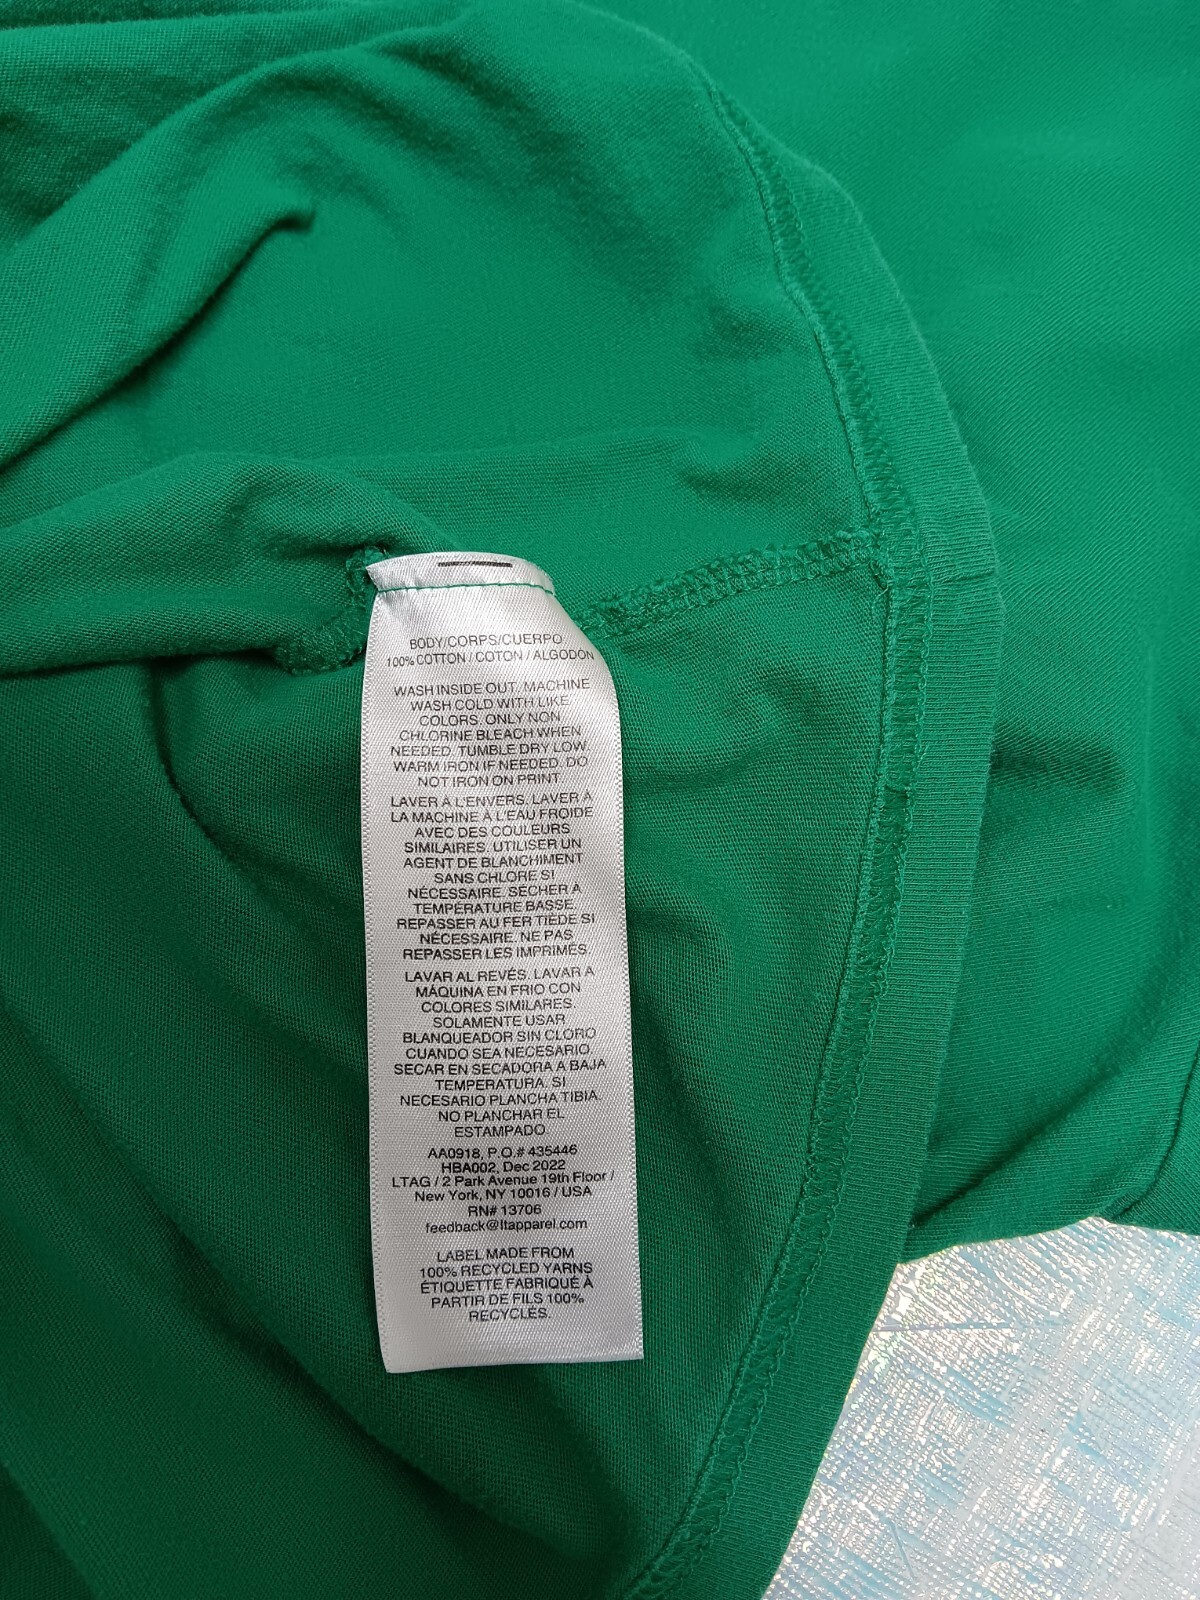 BODY/CORPS/CUERPO
100% COTTON / COTON / ALGODON
WASH INSIDE OUT. MACHINE
WASH COLD WITH LIKE
COLORS. ONLY NON
CHLORINE BLEACH WHEN
NEEDED. TUMBLE DRY LOW.
WARM IRON IF NEEDED. DO
NOT IRON ON PRINT.
LAVER À L'ENVERS. LAVER À
LA MACHINE À L'EAU FROIDE
AVEC DES COULEURS
SIMILAIRES. UTILISER UN
AGENT DE BLANCHIMENT
SANS CHLORE SI
NÉCESSAIRE. SÉCHER À
TEMPÉRATURE BASSE.
REPASSER AU FER TIÈDE SI
NÉCESSAIRE. NE PAS
REPASSER LES IMPRIMÉS.
LAVAR AL REVÉS. LAVAR A
MÁQUINA EN FRIO CON
COLORES SIMILARES.
SOLAMENTE USAR
BLANQUEADOR SIN CLORO
CUANDO SEA NECESARIO
SECAR EN SECADORA A BAJA
TEMPERATURA. SI
NECESARIO PLANCHA TIBIA.
NO PLANCHAR EL
ESTAMPADO.
AA0918, P.O.# 435446
HBA002, Dec 2022
LTAG / 2 Park Avenue 19th Floor /
New York, NY 10016 / USA
RN# 13706
feedback@ltapparel.com
LABEL MADE FROM
100% RECYCLED YARNS
ÉTIQUETTE FABRIQUÉ À
PARTIR DE FILS 100%
RECYCLÉS.